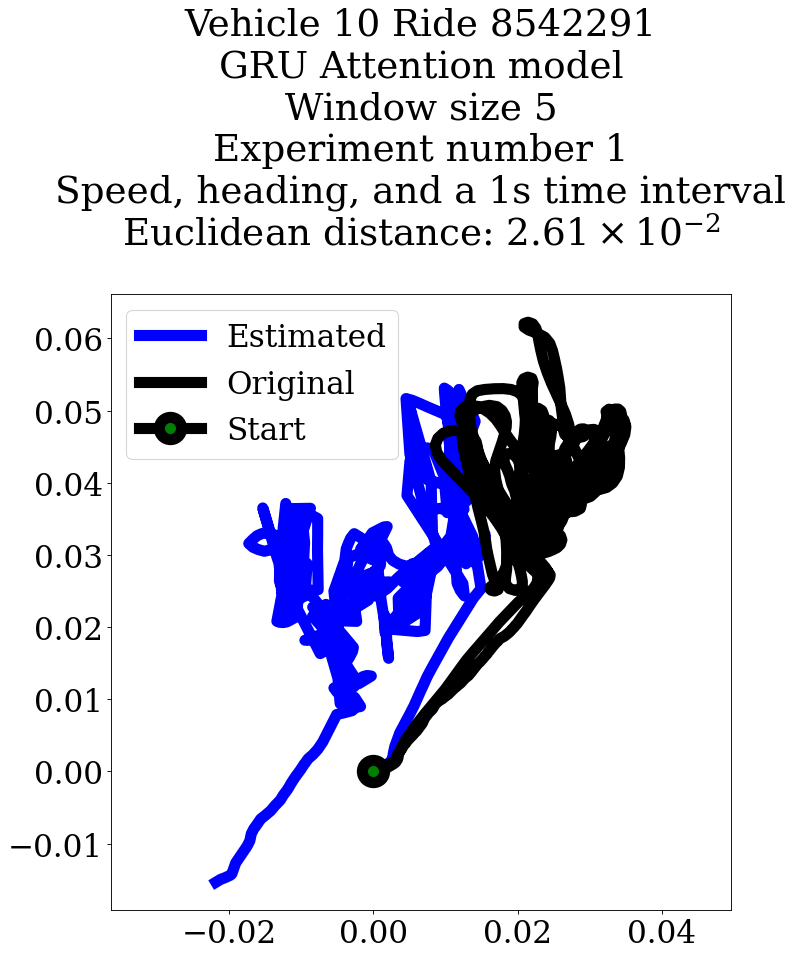 Vehicle 10 Ride 8542291
GRU Attention model
Window size 5
Experiment number 1
Speed, heading, and a 1s time interval
Euclidean distance: 2.61 × 10⁻²
Estimated
Original
Start
0.06
0.05
0.04
0.03
0.02
0.01
0.00
−0.01
−0.02 0.00 0.02 0.04